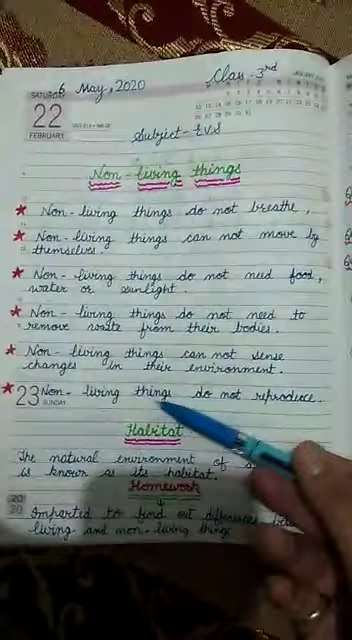 6 May, 2020
Class - 3rd
SATURDAY
JANUARY
22
FEBRUARY
Subject - EVS
Non-living things
★ Non-living things do not breathe,
★ Non-living things can not move by
themselves.
★ Non-living things do not need food,
water or sunlight.
★ Non-living things do not need to
remove waste from their bodies.
★ Non-living things can not sense
changes in their environment.
★ 23 Non-living things do not reproduce.
SUNDAY
Habitat
The natural environment of a
is known as its habitat.
Homework
Imparted to find out differences
living and non-living things